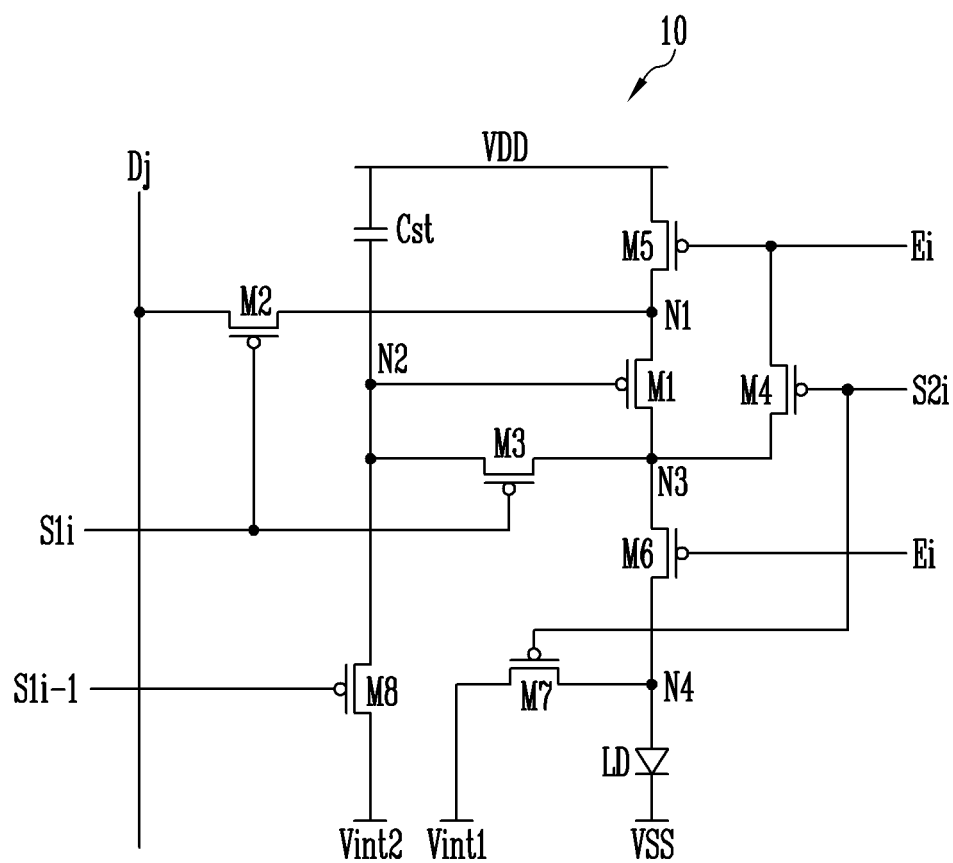 10
VDD
Dj
Cst
M5
Ei
M2
N1
N2
M1
M4
S2i
M3
N3
S1i
M6
Ei
S1i-1
M8
M7
N4
LD
Vint2
Vint1
VSS